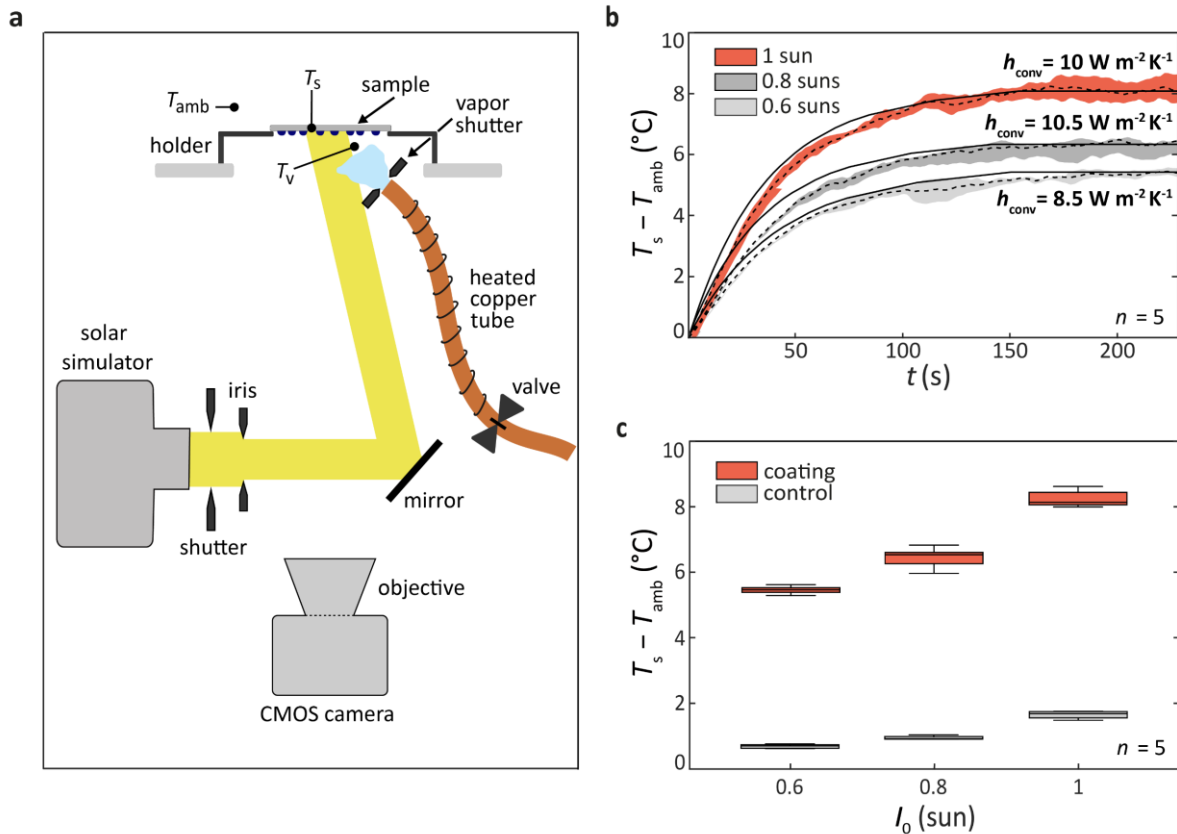 a
T_s
sample
vapor
shutter
T_amb
holder
T_v
heated
copper
tube
solar
simulator
iris
valve
mirror
shutter
objective
CMOS camera
b
10
8
6
4
2
0
T_s – T_amb (°C)
1 sun
0.8 suns
0.6 suns
h_conv = 10 W m⁻² K⁻¹
h_conv = 10.5 W m⁻² K⁻¹
h_conv = 8.5 W m⁻² K⁻¹
n = 5
50 100 150 200
t (s)
c
10
8
6
4
2
0
T_s – T_amb (°C)
coating
control
n = 5
0.6 0.8 1
I_0 (sun)